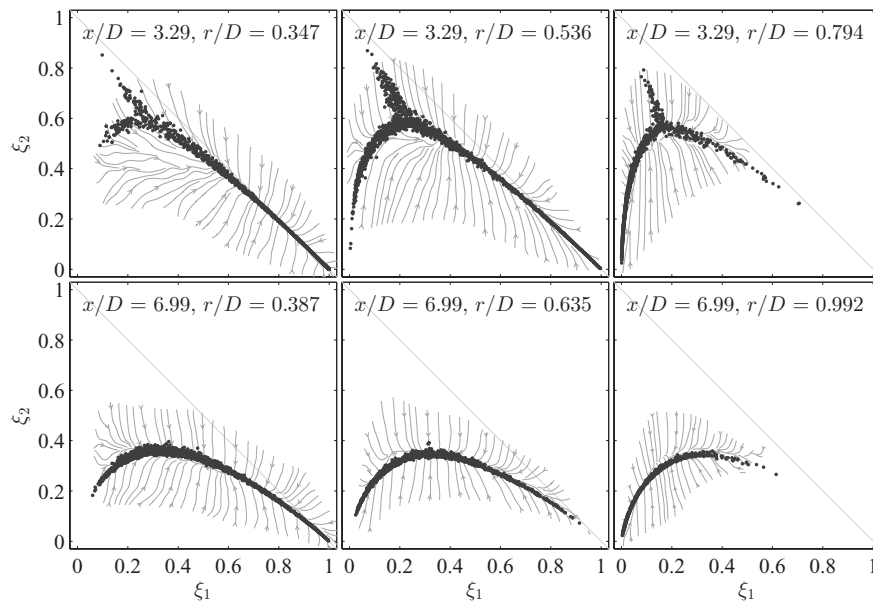 x/D = 3.29, r/D = 0.347
x/D = 3.29, r/D = 0.536
x/D = 3.29, r/D = 0.794
1
0.8
0.6
0.4
0.2
0
ξ2
x/D = 6.99, r/D = 0.387
x/D = 6.99, r/D = 0.635
x/D = 6.99, r/D = 0.992
1
0.8
0.6
0.4
0.2
0
ξ2
0 0.2 0.4 0.6 0.8 1
0 0.2 0.4 0.6 0.8 1
0 0.2 0.4 0.6 0.8 1
ξ1
ξ1
ξ1